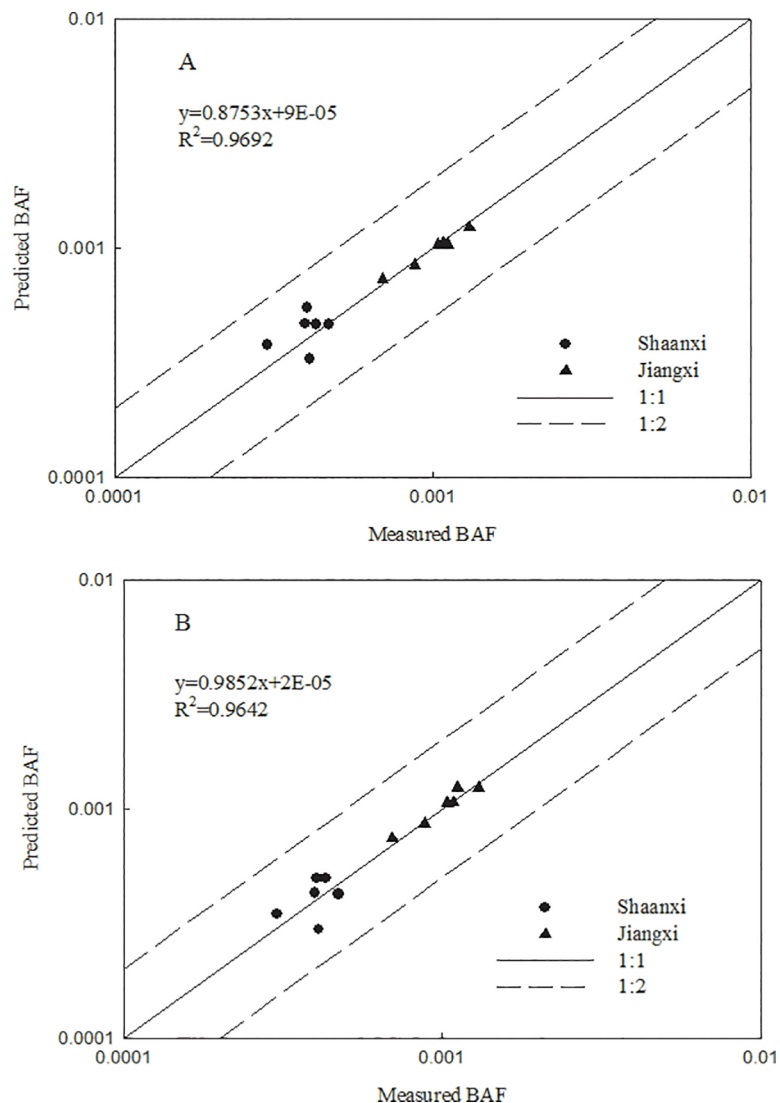 0.01
A
y=0.8753x+9E-05
R²=0.9692
Predicted BAF
0.001
Shaanxi
Jiangxi
1:1
1:2
0.0001
0.0001 0.001 0.01
Measured BAF
0.01
B
y=0.9852x+2E-05
R²=0.9642
Predicted BAF
0.001
Shaanxi
Jiangxi
1:1
1:2
0.0001
0.0001 0.001 0.01
Measured BAF